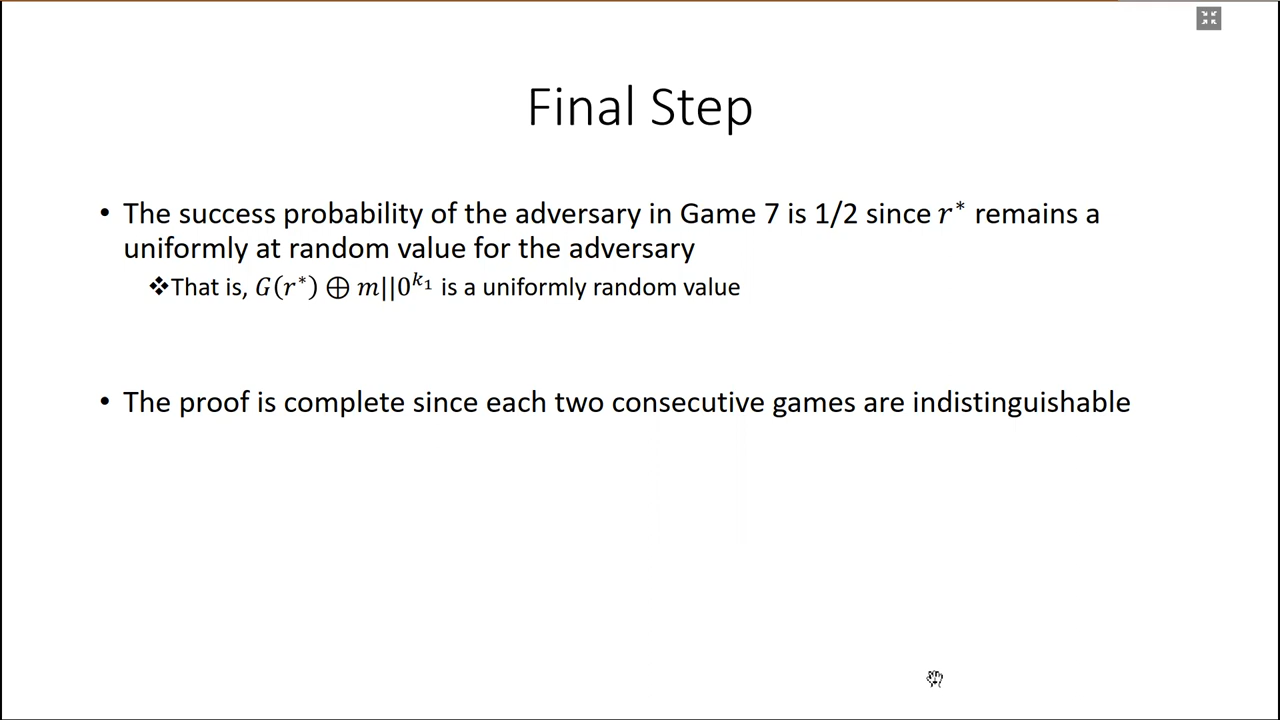 Final Step
• The success probability of the adversary in Game 7 is 1/2 since 𝑟* remains a
uniformly at random value for the adversary
❖That is, 𝐺(𝑟*) ⊕ 𝑚||0^{𝑘₁} is a uniformly random value
• The proof is complete since each two consecutive games are indistinguishable